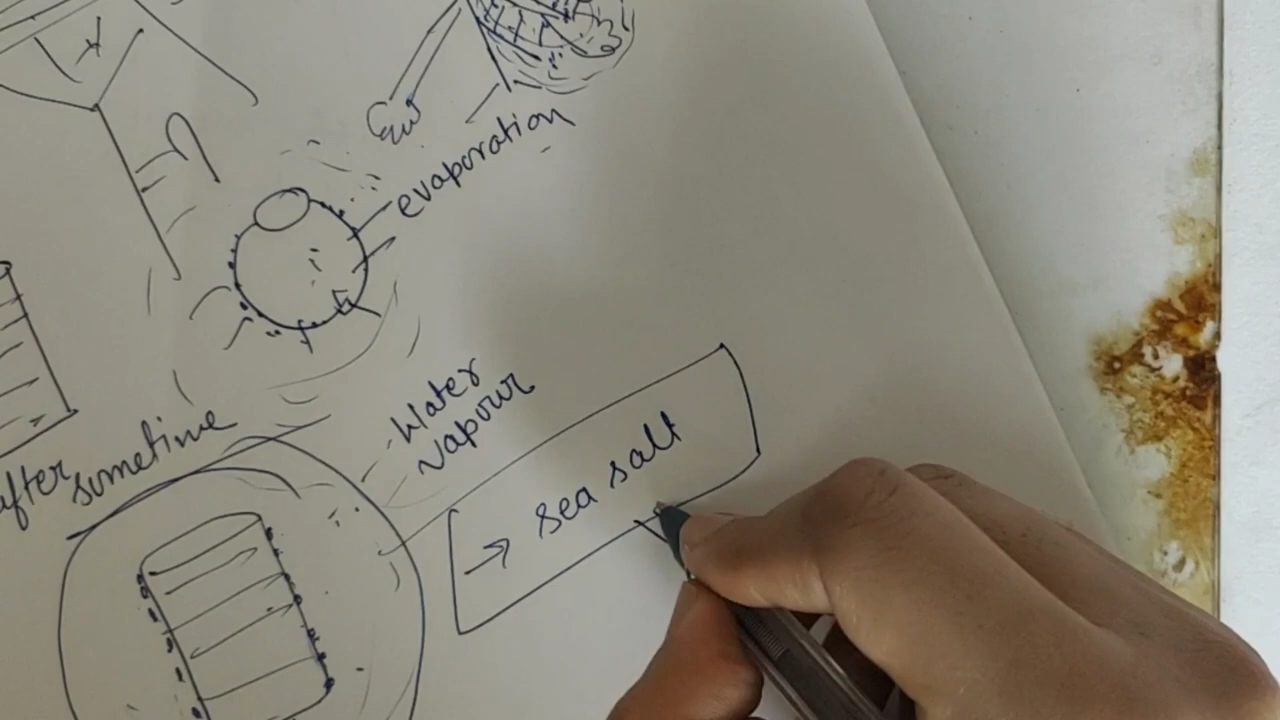 evaporation
Water
vapour
after sometime
→ sea salt